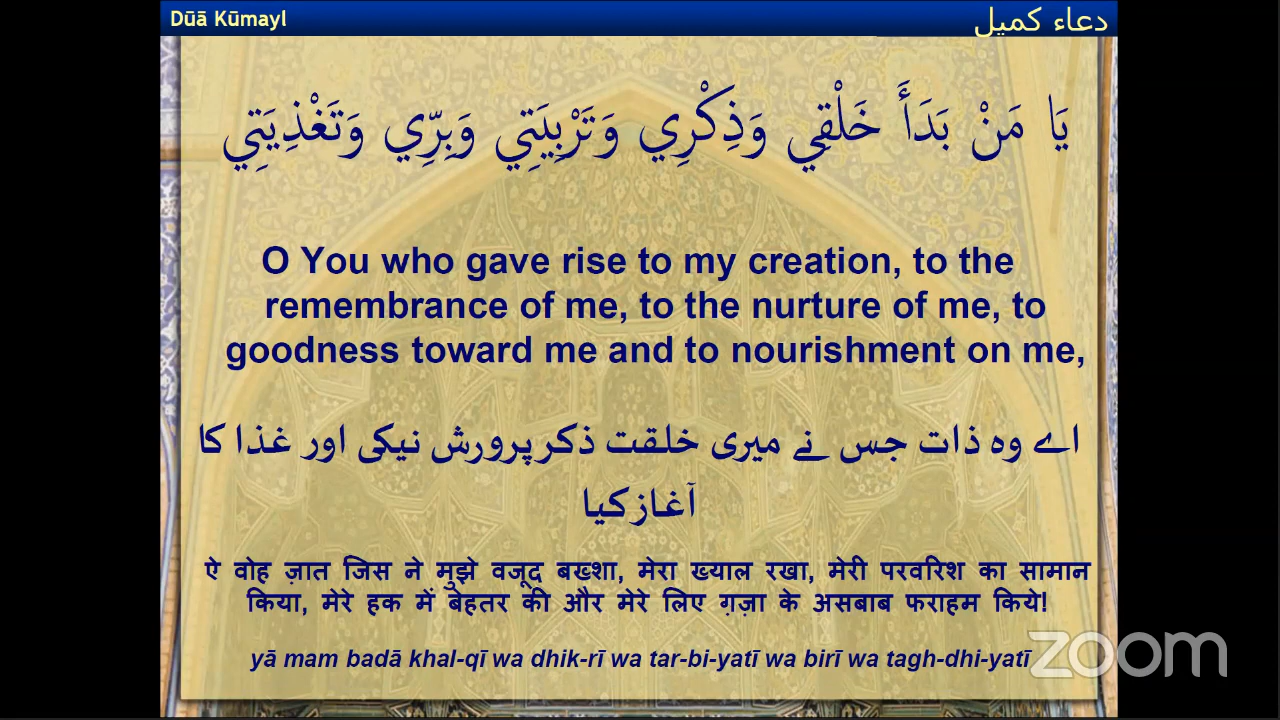 Dūā Kūmayl
دعاء كميل
يَا مَنْ بَدَأَ خَلْقِي وَذِكْرِي وَتَرْبِيَتِي وَبِرِّي وَتَغْذِيَتِي
O You who gave rise to my creation, to the
remembrance of me, to the nurture of me, to
goodness toward me and to nourishment on me,
اے وہ ذات جس نے میری خلقت ذکر پرورش نیکی اور غذا کا
آغاز کیا
ऐ वोह ज़ात जिस ने मुझे वजूद बख्शा, मेरा ख्याल रखा, मेरी परवरिश का सामान
किया, मेरे हक में बेहतर की और मेरे लिए ग़ज़ा के असबाब फराहम किये!
yā mam badā khal-qī wa dhik-rī wa tar-bi-yatī wa birī wa tagh-dhi-yatī
zoom